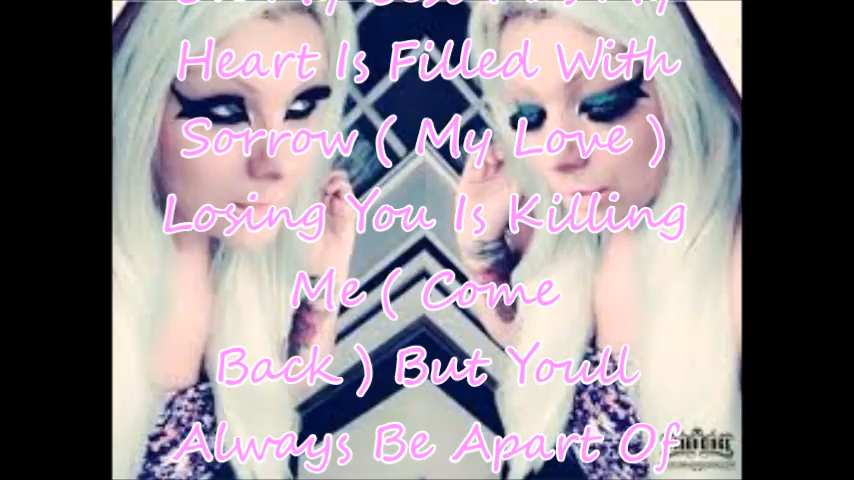 Heart Is Filled With
Sorrow ( My Love )
Losing You Is Killing
Me ( Come
Back ) But Youll
Always Be Apart Of